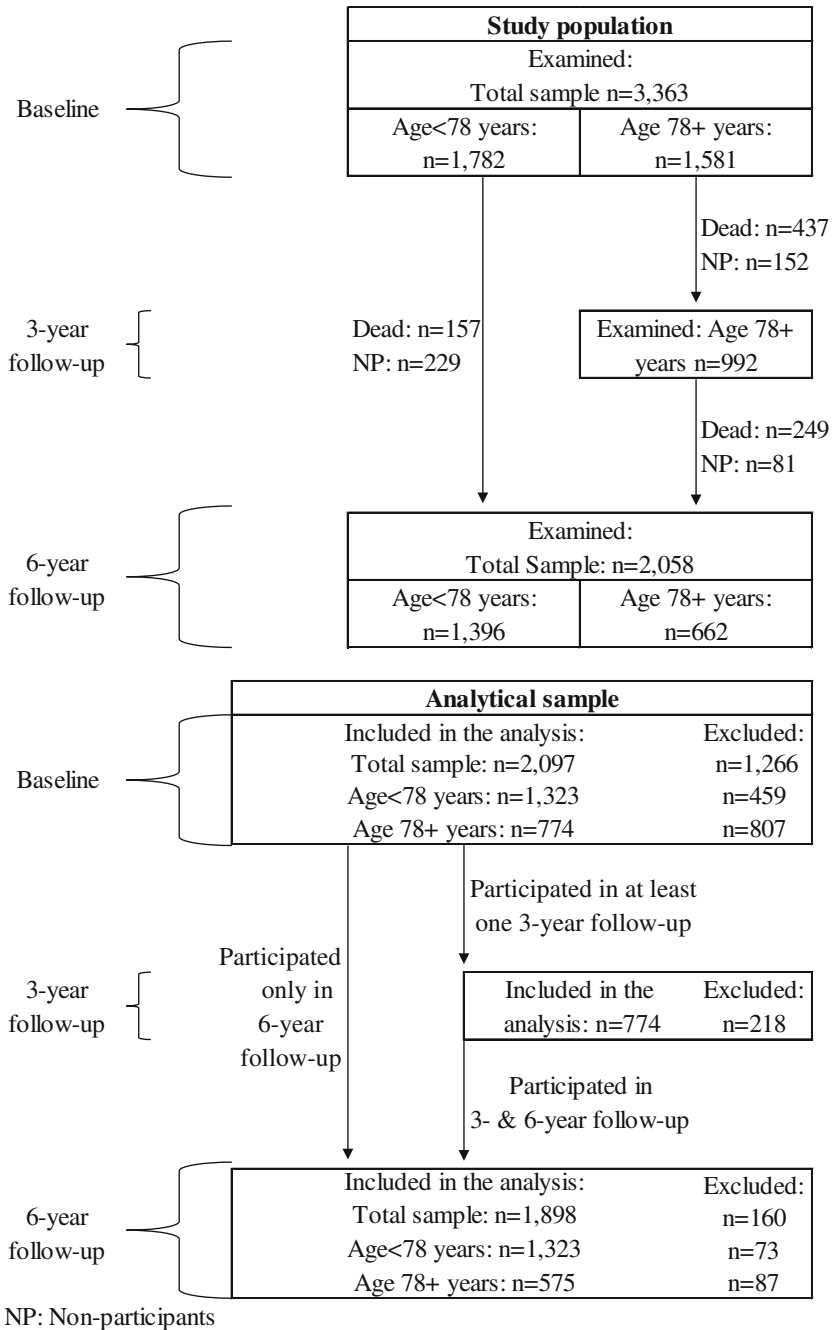 Study population
Baseline
Examined:
Total sample n=3,363
Age<78 years:
n=1,782
Age 78+ years:
n=1,581
Dead: n=437
NP: n=152
3-year
follow-up
Dead: n=157
NP: n=229
Examined: Age 78+
years n=992
Dead: n=249
NP: n=81
6-year
follow-up
Examined:
Total Sample: n=2,058
Age<78 years:
n=1,396
Age 78+ years:
n=662
Analytical sample
Baseline
Included in the analysis:
Total sample: n=2,097
Age<78 years: n=1,323
Age 78+ years: n=774
Excluded:
n=1,266
n=459
n=807
Participated in at least
one 3-year follow-up
Participated
only in
6-year
follow-up
3-year
follow-up
Included in the
analysis: n=774
Excluded:
n=218
Participated in
3- & 6-year follow-up
6-year
follow-up
Included in the analysis:
Total sample: n=1,898
Age<78 years: n=1,323
Age 78+ years: n=575
Excluded:
n=160
n=73
n=87
NP: Non-participants